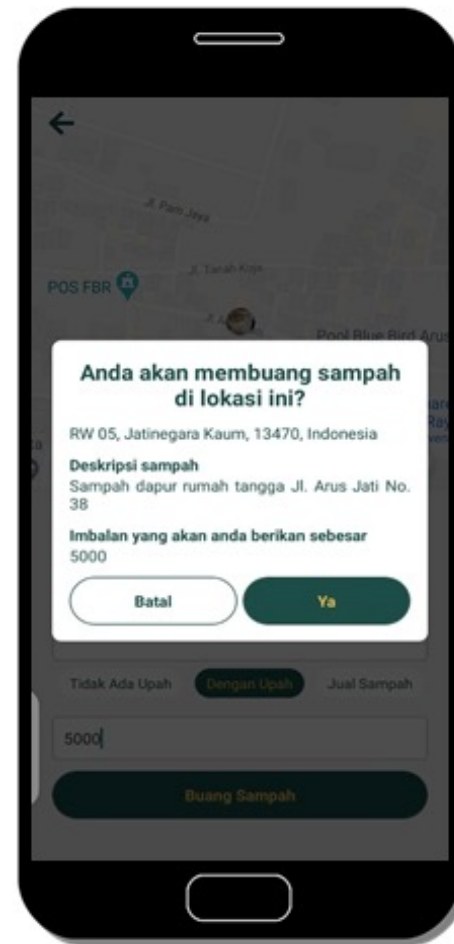 Jl. Pam Jaya
Jl. Tanah Koja
POS FBR
Jl. A
Pool Blue Bird Arus
Anda akan membuang sampah
di lokasi ini?
RW 05, Jatinegara Kaum, 13470, Indonesia
Deskripsi sampah
Sampah dapur rumah tangga Jl. Arus Jati No.
38
Imbalan yang akan anda berikan sebesar
5000
Batal Ya
Tidak Ada Upah Dengan Upah Jual Sampah
5000
Buang Sampah